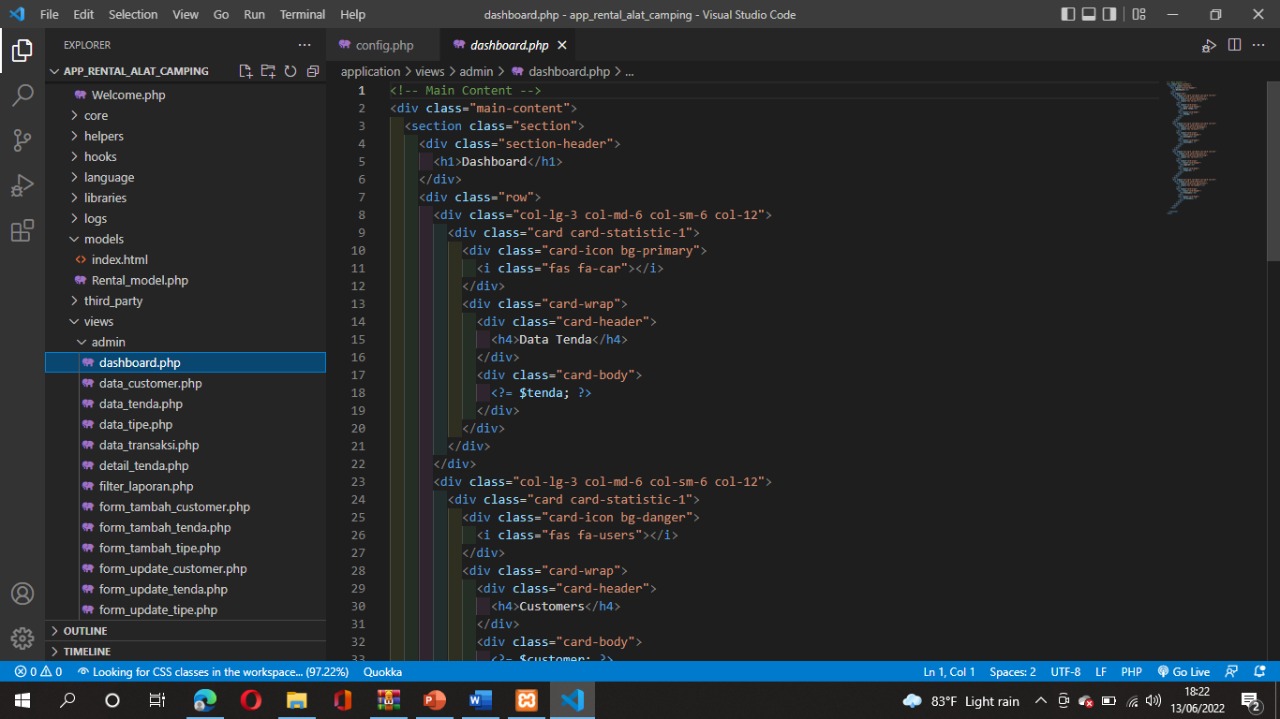 File Edit Selection View Go Run Terminal Help
dashboard.php - app_rental_alat_camping - Visual Studio Code
EXPLORER
APP_RENTAL_ALAT_CAMPING
Welcome.php
core
helpers
hooks
language
libraries
logs
models
index.html
Rental_model.php
third_party
views
admin
dashboard.php
data_customer.php
data_tenda.php
data_tipe.php
data_transaksi.php
detail_tenda.php
filter_laporan.php
form_tambah_customer.php
form_tambah_tenda.php
form_tambah_tipe.php
form_update_customer.php
form_update_tenda.php
form_update_tipe.php
OUTLINE
TIMELINE
config.php dashboard.php
application > views > admin > dashboard.php > ...
1 <!-- Main Content -->
2 <div class="main-content">
3 <section class="section">
4 <div class="section-header">
5 <h1>Dashboard</h1>
6 </div>
7 <div class="row">
8 <div class="col-lg-3 col-md-6 col-sm-6 col-12">
9 <div class="card card-statistic-1">
10 <div class="card-icon bg-primary">
11 <i class="fas fa-car"></i>
12 </div>
13 <div class="card-wrap">
14 <div class="card-header">
15 <h4>Data Tenda</h4>
16 </div>
17 <div class="card-body">
18 <?= $tenda; ?>
19 </div>
20 </div>
21 </div>
22 </div>
23 <div class="col-lg-3 col-md-6 col-sm-6 col-12">
24 <div class="card card-statistic-1">
25 <div class="card-icon bg-danger">
26 <i class="fas fa-users"></i>
27 </div>
28 <div class="card-wrap">
29 <div class="card-header">
30 <h4>Customers</h4>
31 </div>
32 <div class="card-body">
33 <?= $customer; ?>
0 0 Looking for CSS classes in the workspace... (97.22%) Quokka
Ln 1, Col 1 Spaces: 2 UTF-8 LF PHP Go Live
83°F Light rain
18:22
13/06/2022
2